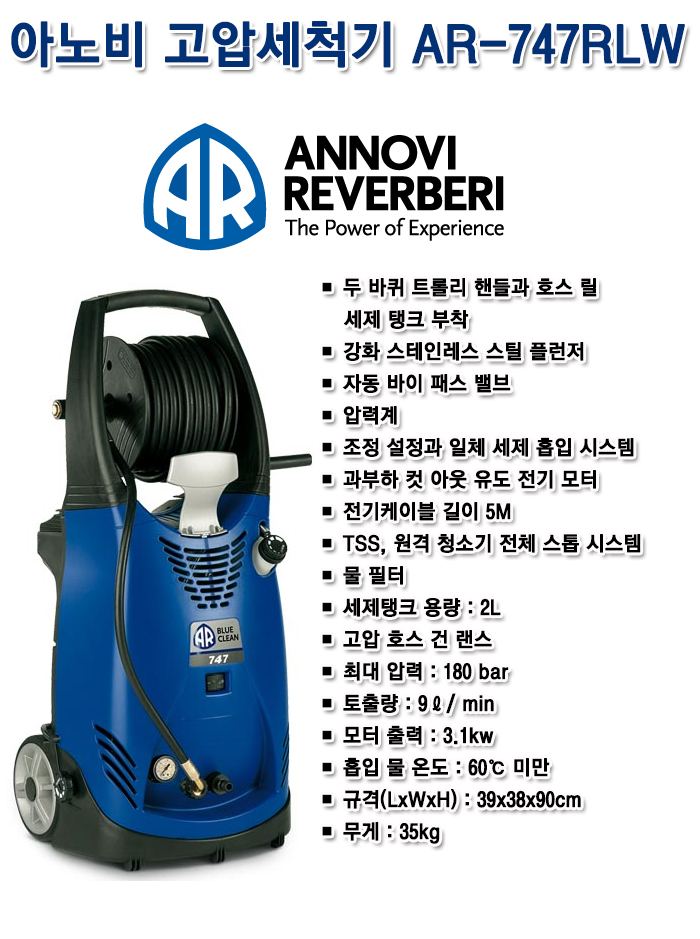 아노비 고압세척기 AR-747RLW
AR
ANNOVI
REVERBERI
The Power of Experience
■ 두 바퀴 트롤리 핸들과 호스 릴
세제 탱크 부착
■ 강화 스테인레스 스틸 플런저
■ 자동 바이 패스 밸브
■ 압력계
■ 조정 설정과 일체 세제 흡입 시스템
■ 과부하 컷 아웃 유도 전기 모터
■ 전기케이블 길이 5M
■ TSS, 원격 청소기 전체 스톱 시스템
■ 물 필터
■ 세제탱크 용량 : 2L
■ 고압 호스 건 랜스
■ 최대 압력 : 180 bar
■ 토출량 : 9ℓ/ min
■ 모터 출력 : 3.1kw
■ 흡입 물 온도 : 60℃ 미만
■ 규격(LxWxH) : 39x38x90cm
■ 무게 : 35kg
AR BLUE
CLEAN
747